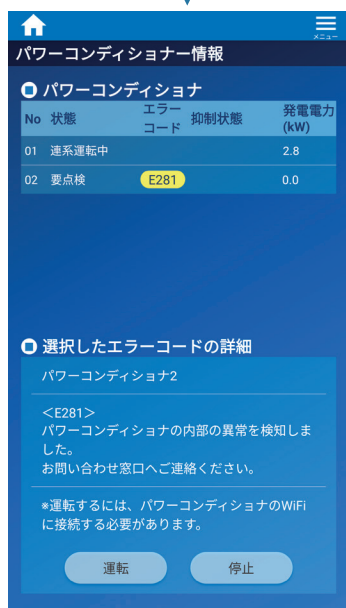 メニュー
パワーコンディショナー情報
パワーコンディショナ
No 状態 エラーコード 抑制状態 発電電力(kW)
01 連系運転中 2.8
02 要点検 E281 0.0
選択したエラーコードの詳細
パワーコンディショナ2
<E281>
パワーコンディショナの内部の異常を検知しま
した。
お問い合わせ窓口へご連絡ください。
※運転するには、パワーコンディショナのWiFi
に接続する必要があります。
運転 停止